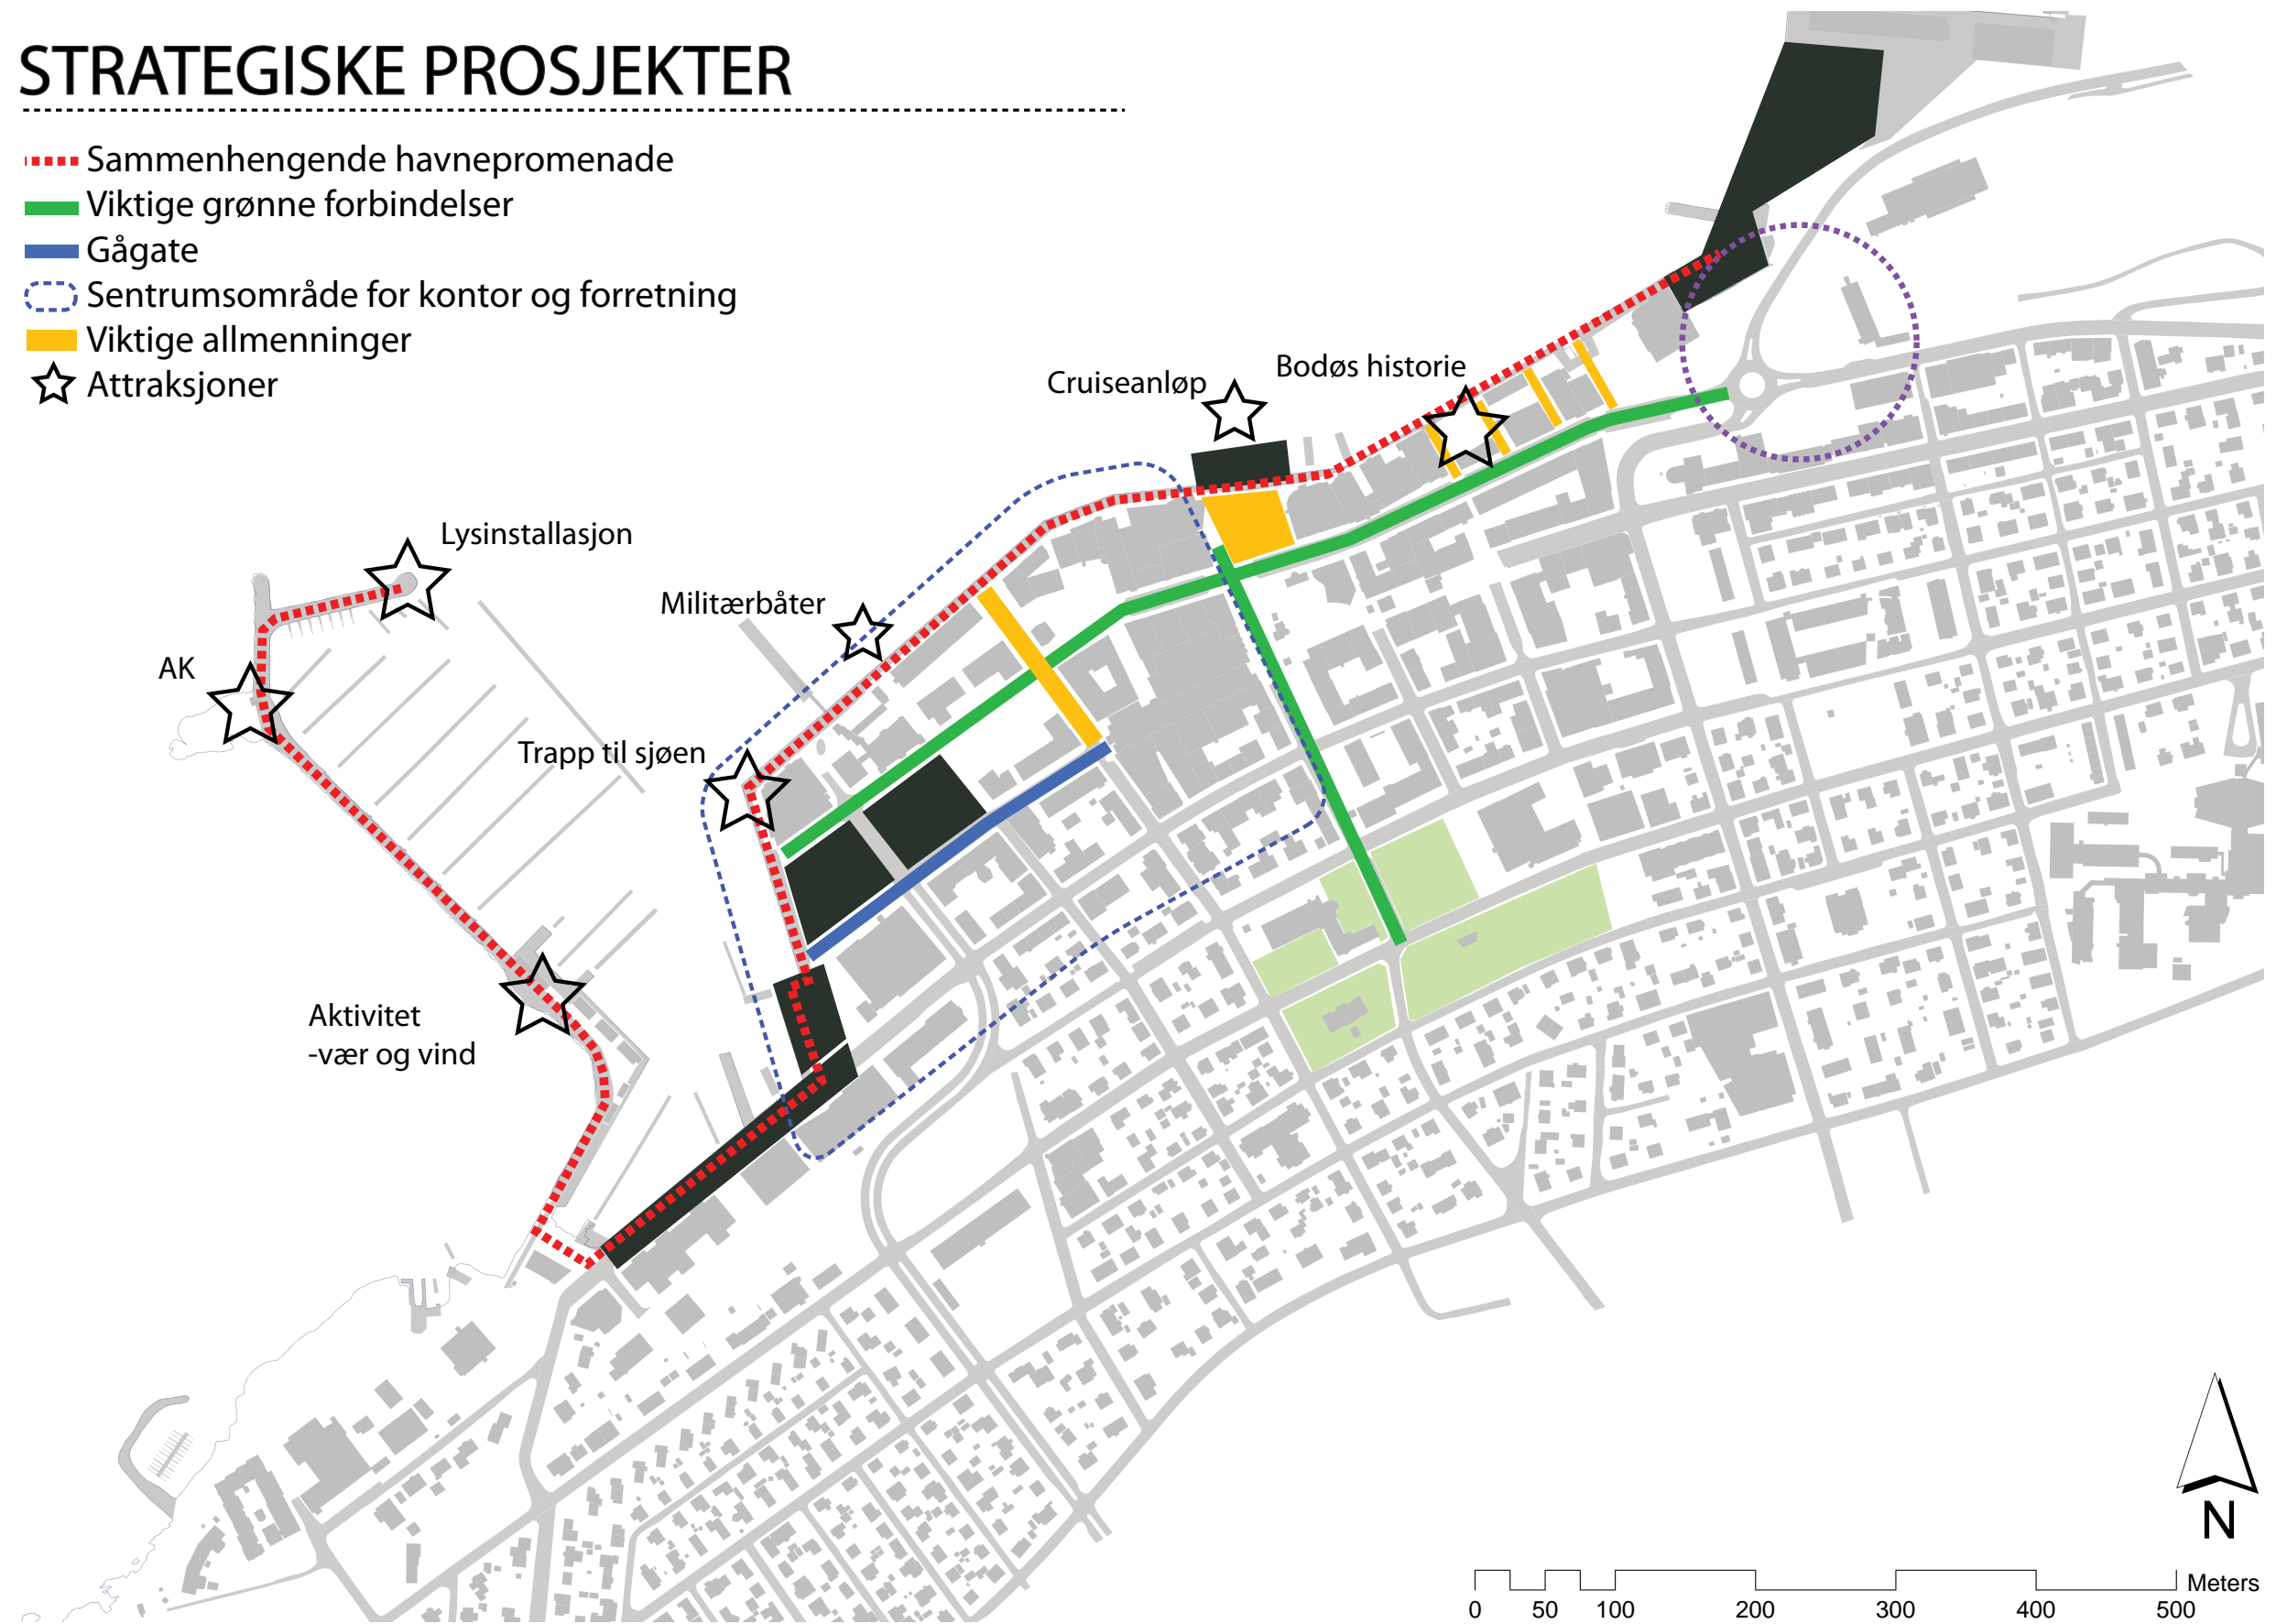 STRATEGISKE PROSJEKTER
Sammenhengende havnepromenade
Viktige grønne forbindelser
Gågate
Sentrumsområde for kontor og forretning
Viktige allmenninger
Attraksjoner
Cruiseanløp
Bodøs historie
Lysinstallasjon
Militærbåter
AK
Trapp til sjøen
Aktivitet
-vær og vind
N
Meters
0 50 100 200 300 400 500